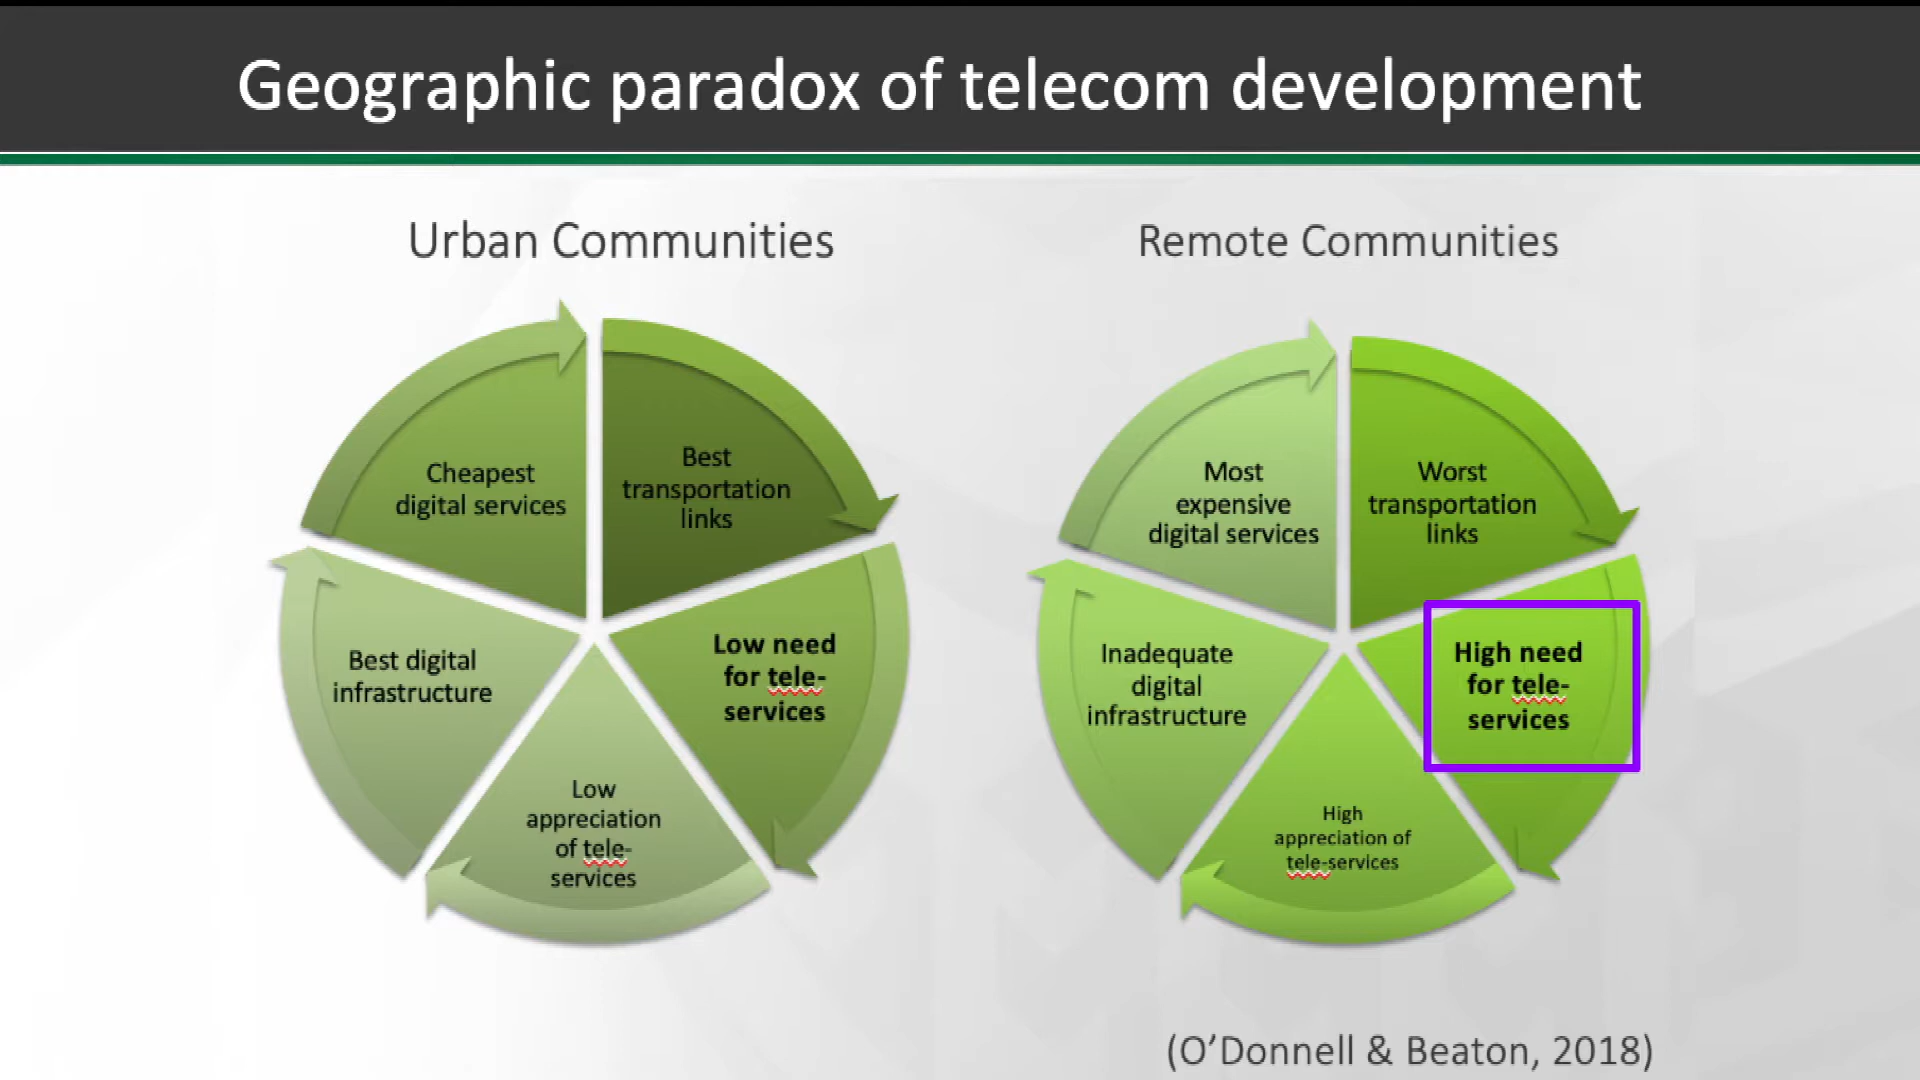 Geographic paradox of telecom development
Urban Communities
Best
transportation
links
Low need
for tele-
services
Low
appreciation
of tele-
services
Best digital
infrastructure
Cheapest
digital services
Remote Communities
Worst
transportation
links
High need
for tele-
services
High
appreciation of
tele-services
Inadequate
digital
infrastructure
Most
expensive
digital services
(O’Donnell & Beaton, 2018)